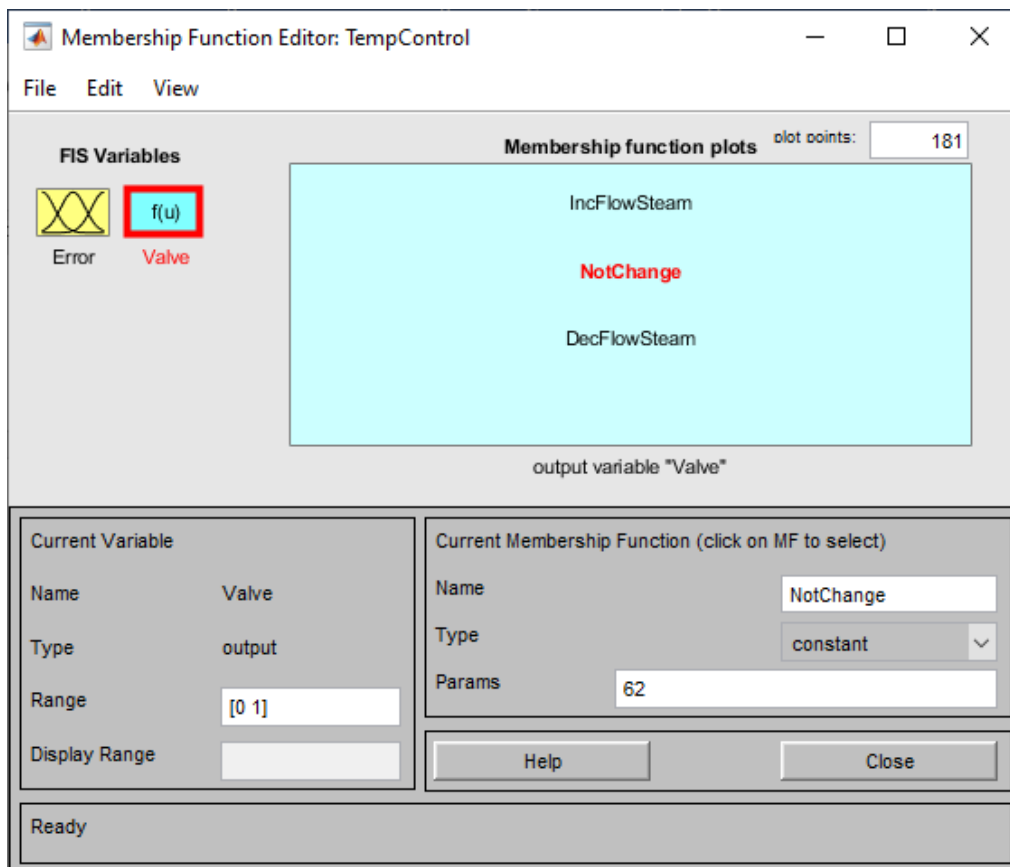 Membership Function Editor: TempControl
File Edit View
FIS Variables
f(u)
Error Valve
Membership function plots plot points: 181
IncFlowSteam
NotChange
DecFlowSteam
output variable "Valve"
Current Variable
Name Valve
Type output
Range [0 1]
Display Range
Current Membership Function (click on MF to select)
Name NotChange
Type constant
Params 62
Help Close
Ready